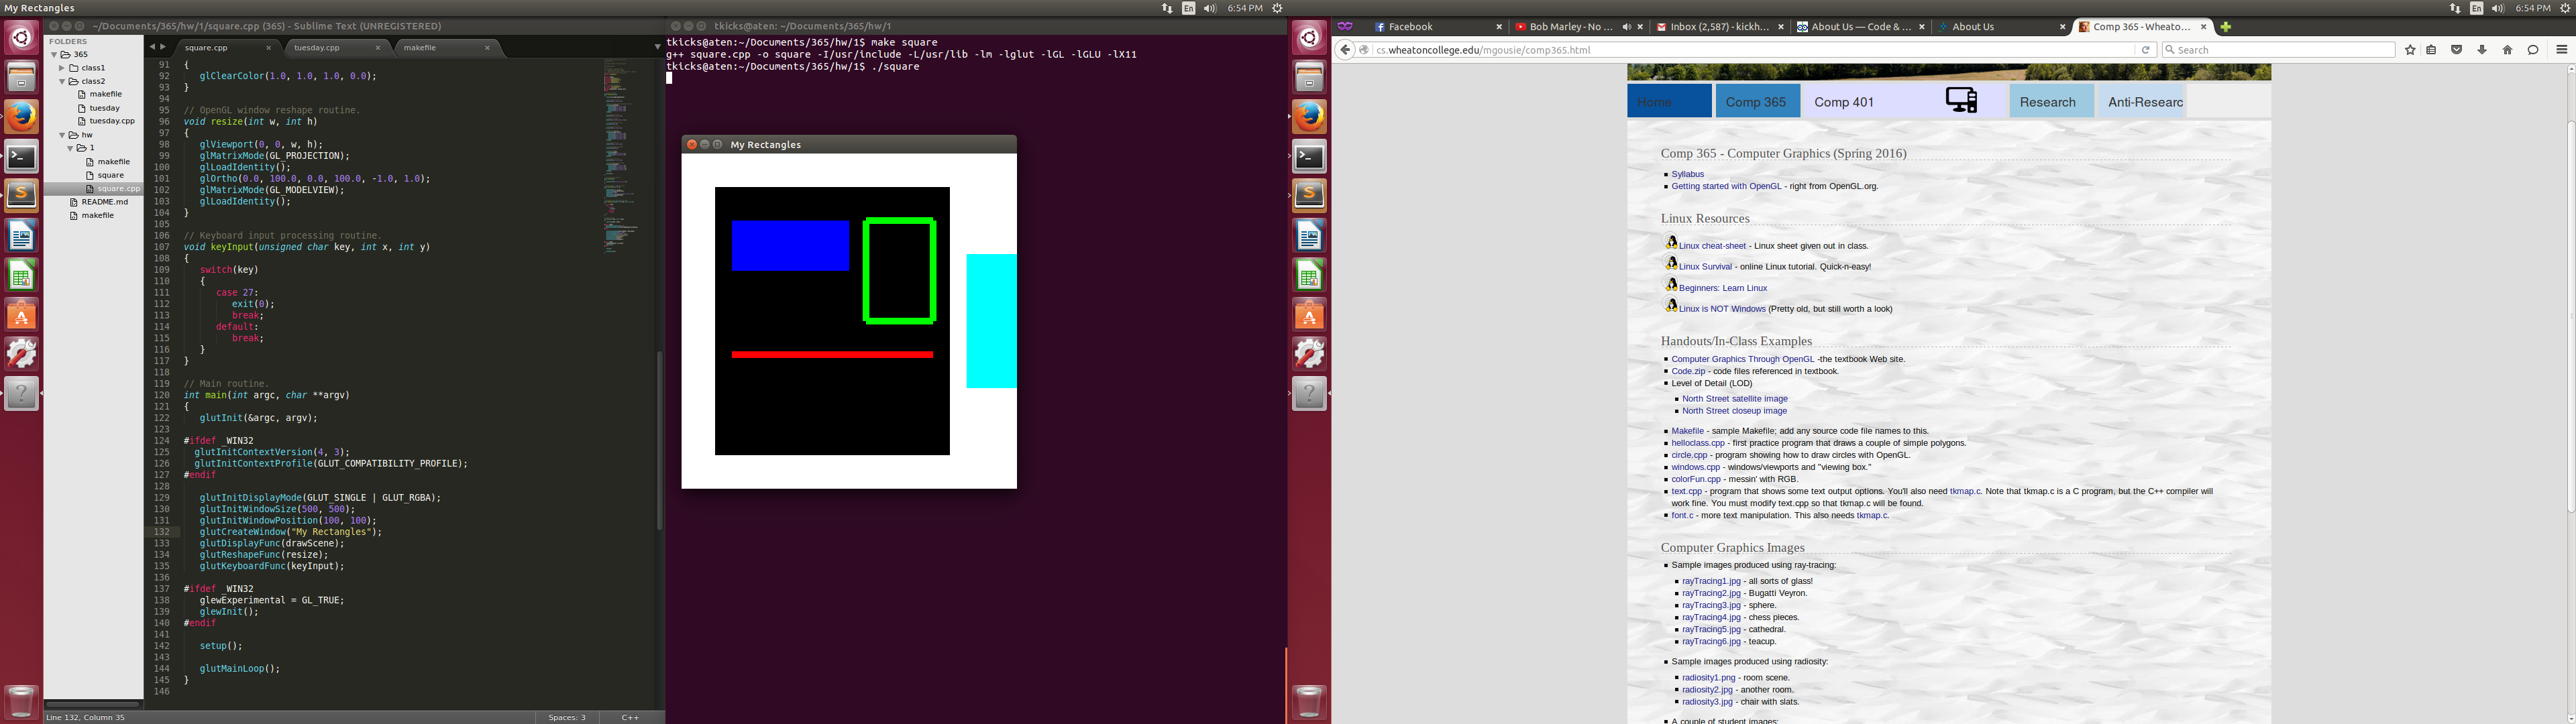 My Rectangles
En
6:54 PM
En
6:54 PM
~/Documents/365/hw/1/square.cpp (365) - Sublime Text (UNREGISTERED)
FOLDERS
365
class1
class2
makefile
tuesday
tuesday.cpp
hw
1
makefile
square
square.cpp
README.md
makefile
square.cpp
tuesday.cpp
makefile
91 {
92 glClearColor(1.0, 1.0, 1.0, 0.0);
93 }
94
95 // OpenGL window reshape routine.
96 void resize(int w, int h)
97 {
98 glViewport(0, 0, w, h);
99 glMatrixMode(GL_PROJECTION);
100 glLoadIdentity();
101 glOrtho(0.0, 100.0, 0.0, 100.0, -1.0, 1.0);
102 glMatrixMode(GL_MODELVIEW);
103 glLoadIdentity();
104 }
105
106 // Keyboard input processing routine.
107 void keyInput(unsigned char key, int x, int y)
108 {
109 switch(key)
110 {
111 case 27:
112 exit(0);
113 break;
114 default:
115 break;
116 }
117 }
118
119 // Main routine.
120 int main(int argc, char **argv)
121 {
122 glutInit(&argc, argv);
123
124 #ifdef _WIN32
125 glutInitContextVersion(4, 3);
126 glutInitContextProfile(GLUT_COMPATIBILITY_PROFILE);
127 #endif
128
129 glutInitDisplayMode(GLUT_SINGLE | GLUT_RGBA);
130 glutInitWindowSize(500, 500);
131 glutInitWindowPosition(100, 100);
132 glutCreateWindow("My Rectangles");
133 glutDisplayFunc(drawScene);
134 glutReshapeFunc(resize);
135 glutKeyboardFunc(keyInput);
136
137 #ifdef _WIN32
138 glewExperimental = GL_TRUE;
139 glewInit();
140 #endif
141
142 setup();
143
144 glutMainLoop();
145 }
146
Line 132, Column 35
Spaces: 3
C++
tkicks@aten: ~/Documents/365/hw/1
tkicks@aten:~/Documents/365/hw/1$ make square
g++ square.cpp -o square -I/usr/include -L/usr/lib -lm -lglut -lGL -lGLU -lX11
tkicks@aten:~/Documents/365/hw/1$ ./square
My Rectangles
Facebook
Bob Marley - No ...
Inbox (2,587) - kickh...
About Us — Code & ...
About Us
Comp 365 - Wheato...
cs.wheatoncollege.edu/mgousie/comp365.html
Search
Home
Comp 365
Comp 401
Research
Anti-Researc
Comp 365 - Computer Graphics (Spring 2016)
Syllabus
Getting started with OpenGL - right from OpenGL.org.
Linux Resources
Linux cheat-sheet - Linux sheet given out in class.
Linux Survival - online Linux tutorial. Quick-n-easy!
Beginners: Learn Linux
Linux is NOT Windows (Pretty old, but still worth a look)
Handouts/In-Class Examples
Computer Graphics Through OpenGL -the textbook Web site.
Code.zip - code files referenced in textbook.
Level of Detail (LOD)
North Street satellite image
North Street closeup image
Makefile - sample Makefile; add any source code file names to this.
helloclass.cpp - first practice program that draws a couple of simple polygons.
circle.cpp - program showing how to draw circles with OpenGL.
windows.cpp - windows/viewports and "viewing box."
colorFun.cpp - messin' with RGB.
text.cpp - program that shows some text output options. You'll also need tkmap.c. Note that tkmap.c is a C program, but the C++ compiler will
work fine. You must modify text.cpp so that tkmap.c will be found.
font.c - more text manipulation. This also needs tkmap.c.
Computer Graphics Images
Sample images produced using ray-tracing:
rayTracing1.jpg - all sorts of glass!
rayTracing2.jpg - Bugatti Veyron.
rayTracing3.jpg - sphere.
rayTracing4.jpg - chess pieces.
rayTracing5.jpg - cathedral.
rayTracing6.jpg - teacup.
Sample images produced using radiosity:
radiosity1.png - room scene.
radiosity2.jpg - another room.
radiosity3.jpg - chair with slats.
A couple of student images: